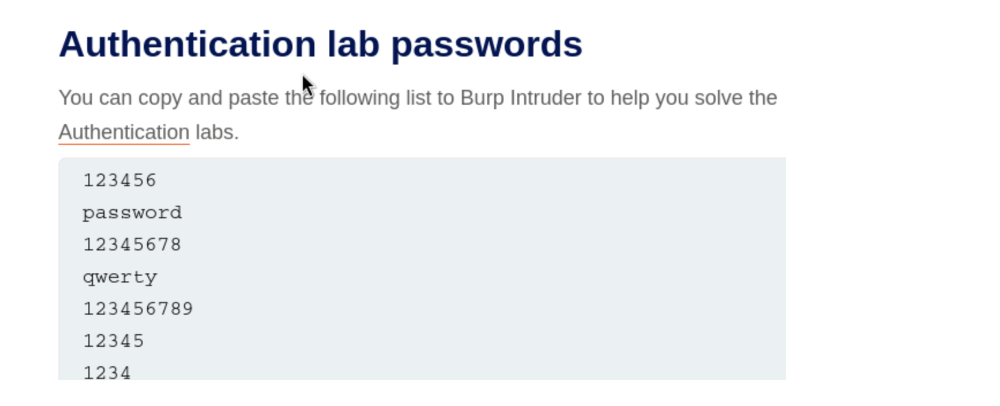 Authentication lab passwords
You can copy and paste the following list to Burp Intruder to help you solve the
Authentication labs.
123456
password
12345678
qwerty
123456789
12345
1234